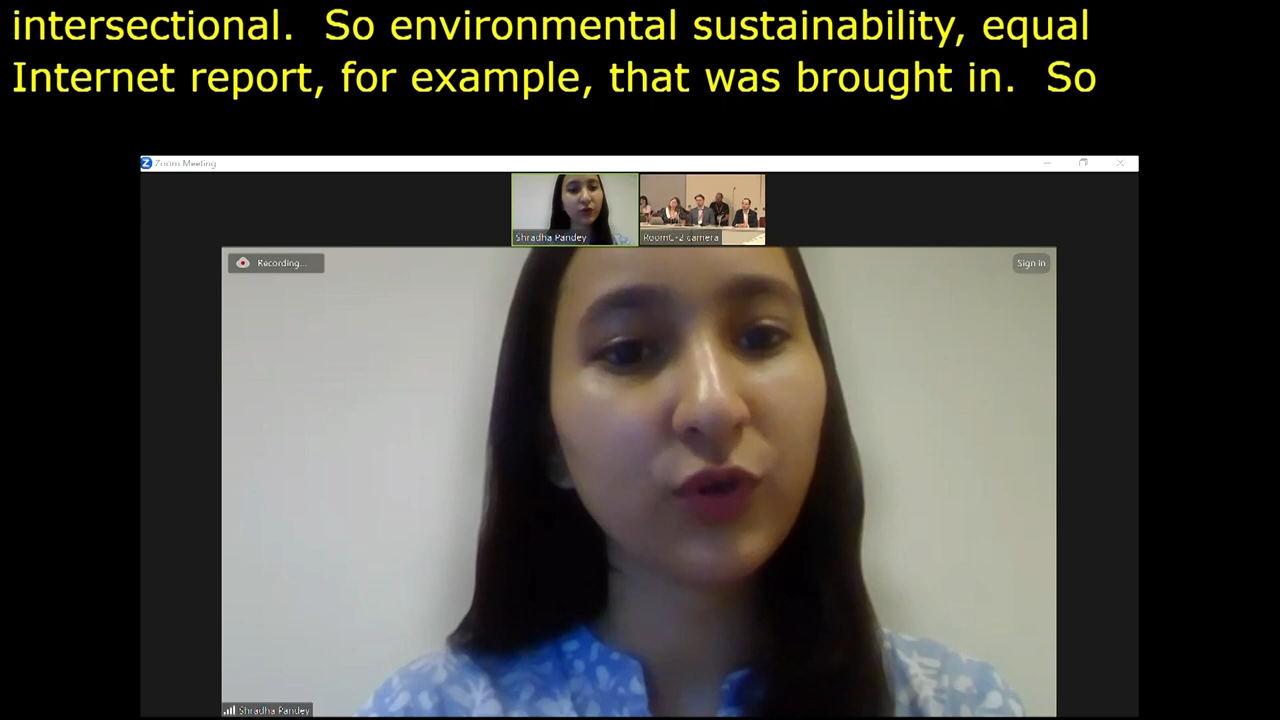 intersectional.  So environmental sustainability, equal
Internet report, for example, that was brought in.  So
Zoom Meeting
Shradha Pandey
RoomC-2 camera
Recording...
Sign in
Shradha Pandey